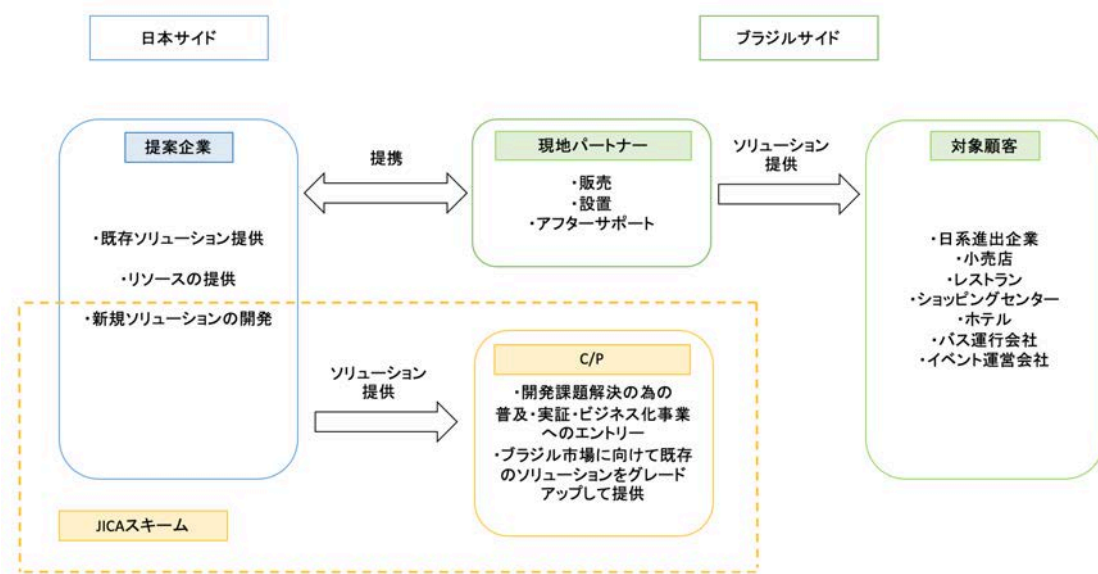 日本サイド
ブラジルサイド
提案企業
・既存ソリューション提供
・リソースの提供
・新規ソリューションの開発
提携
現地パートナー
・販売
・設置
・アフターサポート
ソリューション
提供
対象顧客
・日系進出企業
・小売店
・レストラン
・ショッピングセンター
・ホテル
・バス運行会社
・イベント運営会社
ソリューション
提供
C/P
・開発課題解決の為の
普及・実証・ビジネス化事業
へのエントリー
・ブラジル市場に向けて既存
のソリューションをグレード
アップして提供
JICAスキーム